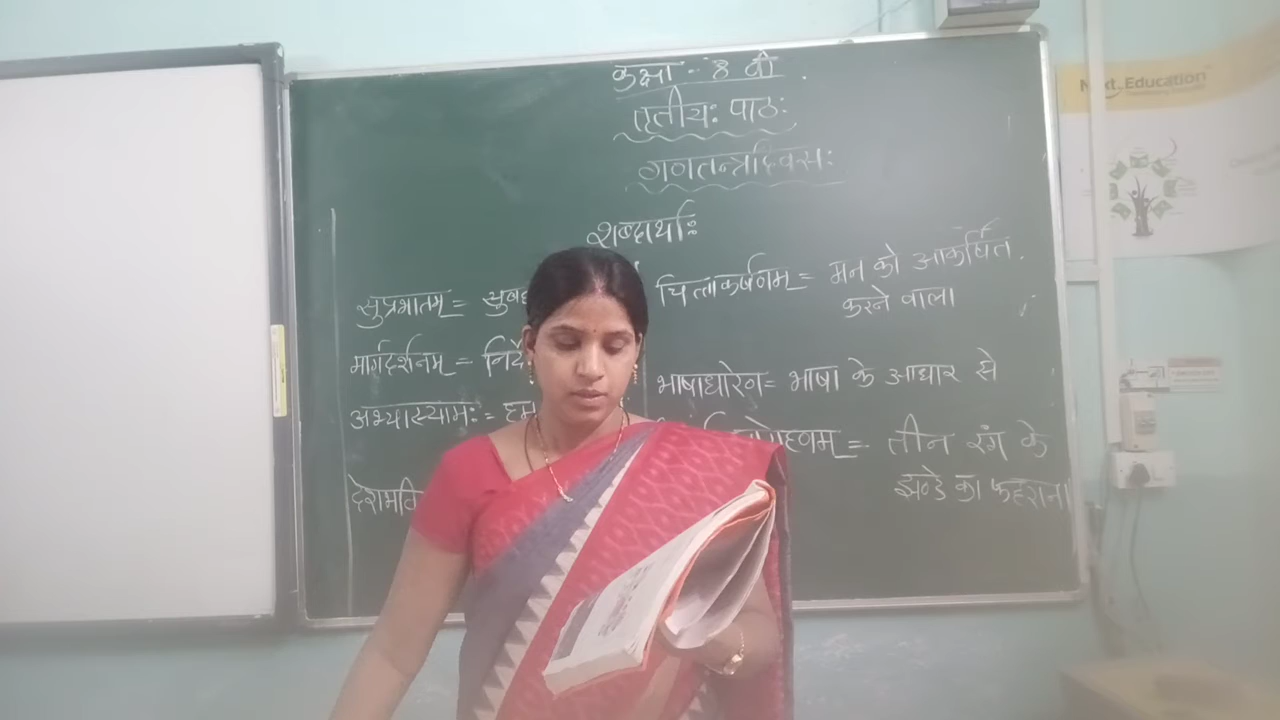 कक्षा - 8 वी
तृतीयः पाठः
गणतन्त्रदिवसः
शब्दार्थाः
सुप्रभातम् =
चित्ताकर्षणम् = मन को आकर्षित
करने वाला
मार्गदर्शनम् =
भाषाधारेण = भाषा के आधार से
अभ्यास्यामः = हम
= तीन रंग के
झण्डे का फहराना
Next Education